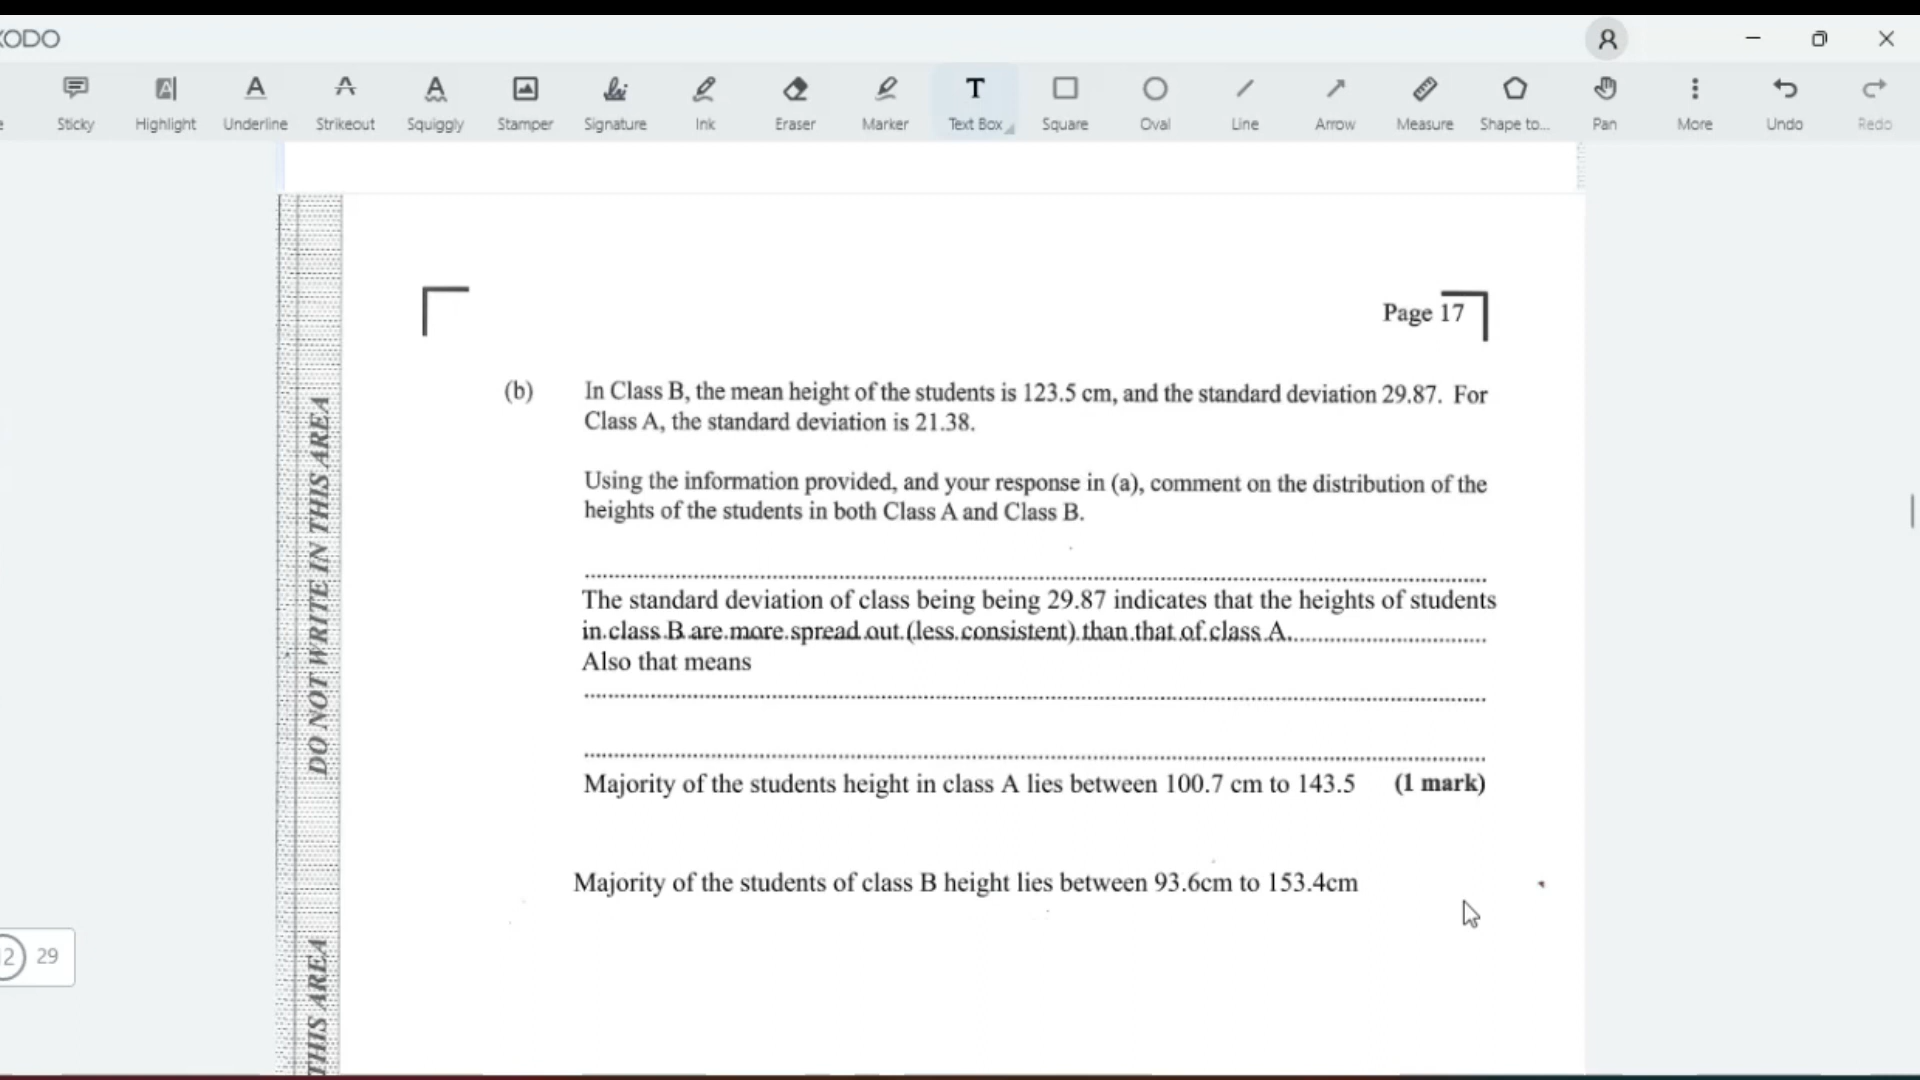 XODO
Sticky Highlight Underline Strikeout Squiggly Stamper Signature Ink Eraser Marker Text Box Square Oval Line Arrow Measure Shape to... Pan More Undo Redo
Page 17
(b) In Class B, the mean height of the students is 123.5 cm, and the standard deviation 29.87. For
Class A, the standard deviation is 21.38.
Using the information provided, and your response in (a), comment on the distribution of the
heights of the students in both Class A and Class B.
The standard deviation of class being being 29.87 indicates that the heights of students
in class B are more spread out (less consistent) than that of class A.
Also that means
Majority of the students height in class A lies between 100.7 cm to 143.5 (1 mark)
Majority of the students of class B height lies between 93.6cm to 153.4cm
DO NOT WRITE IN THIS AREA
THIS AREA
12 29